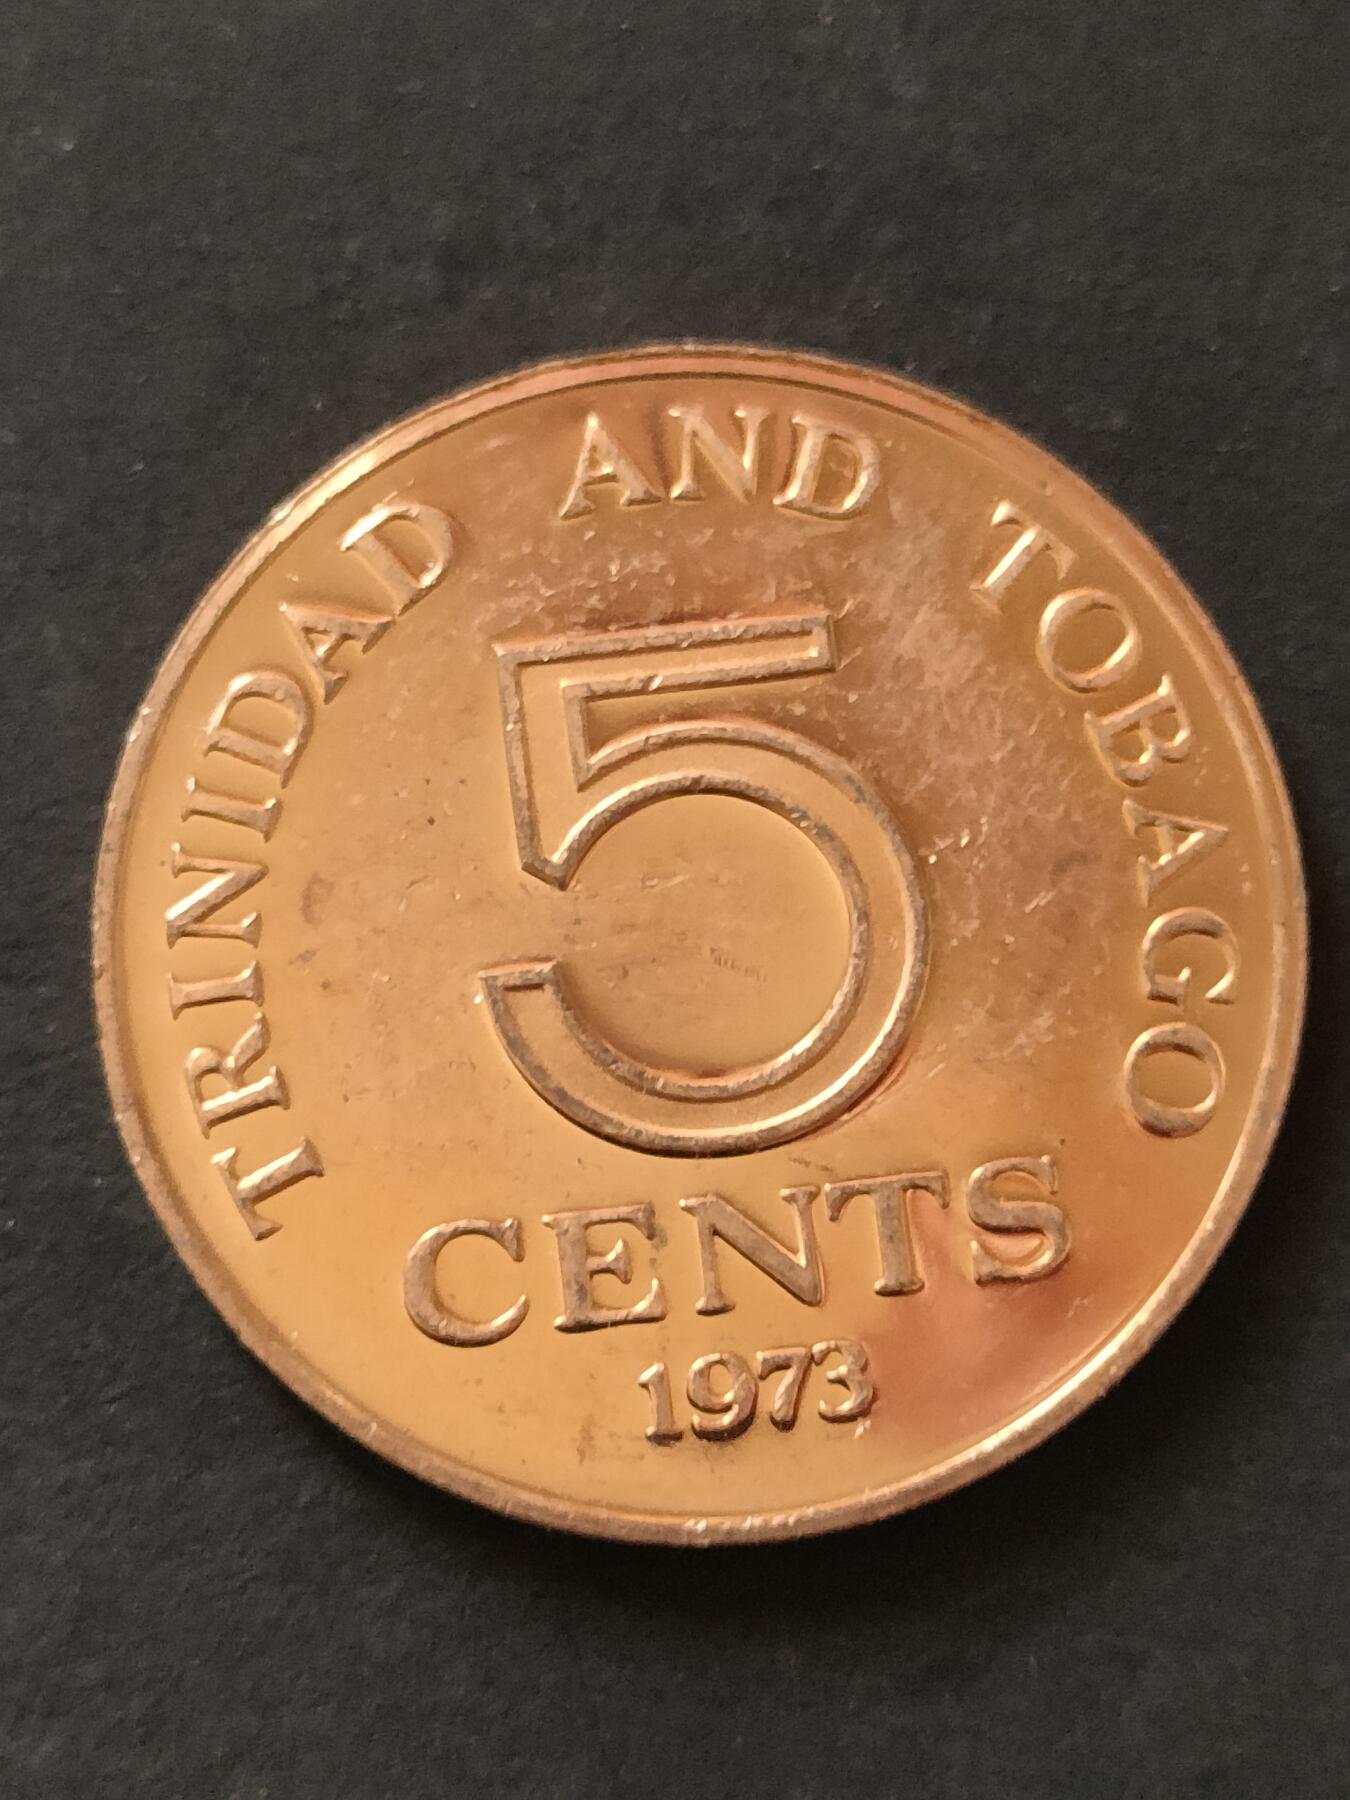 TRINIDAD AND TOBAGO
5
CENTS
1973